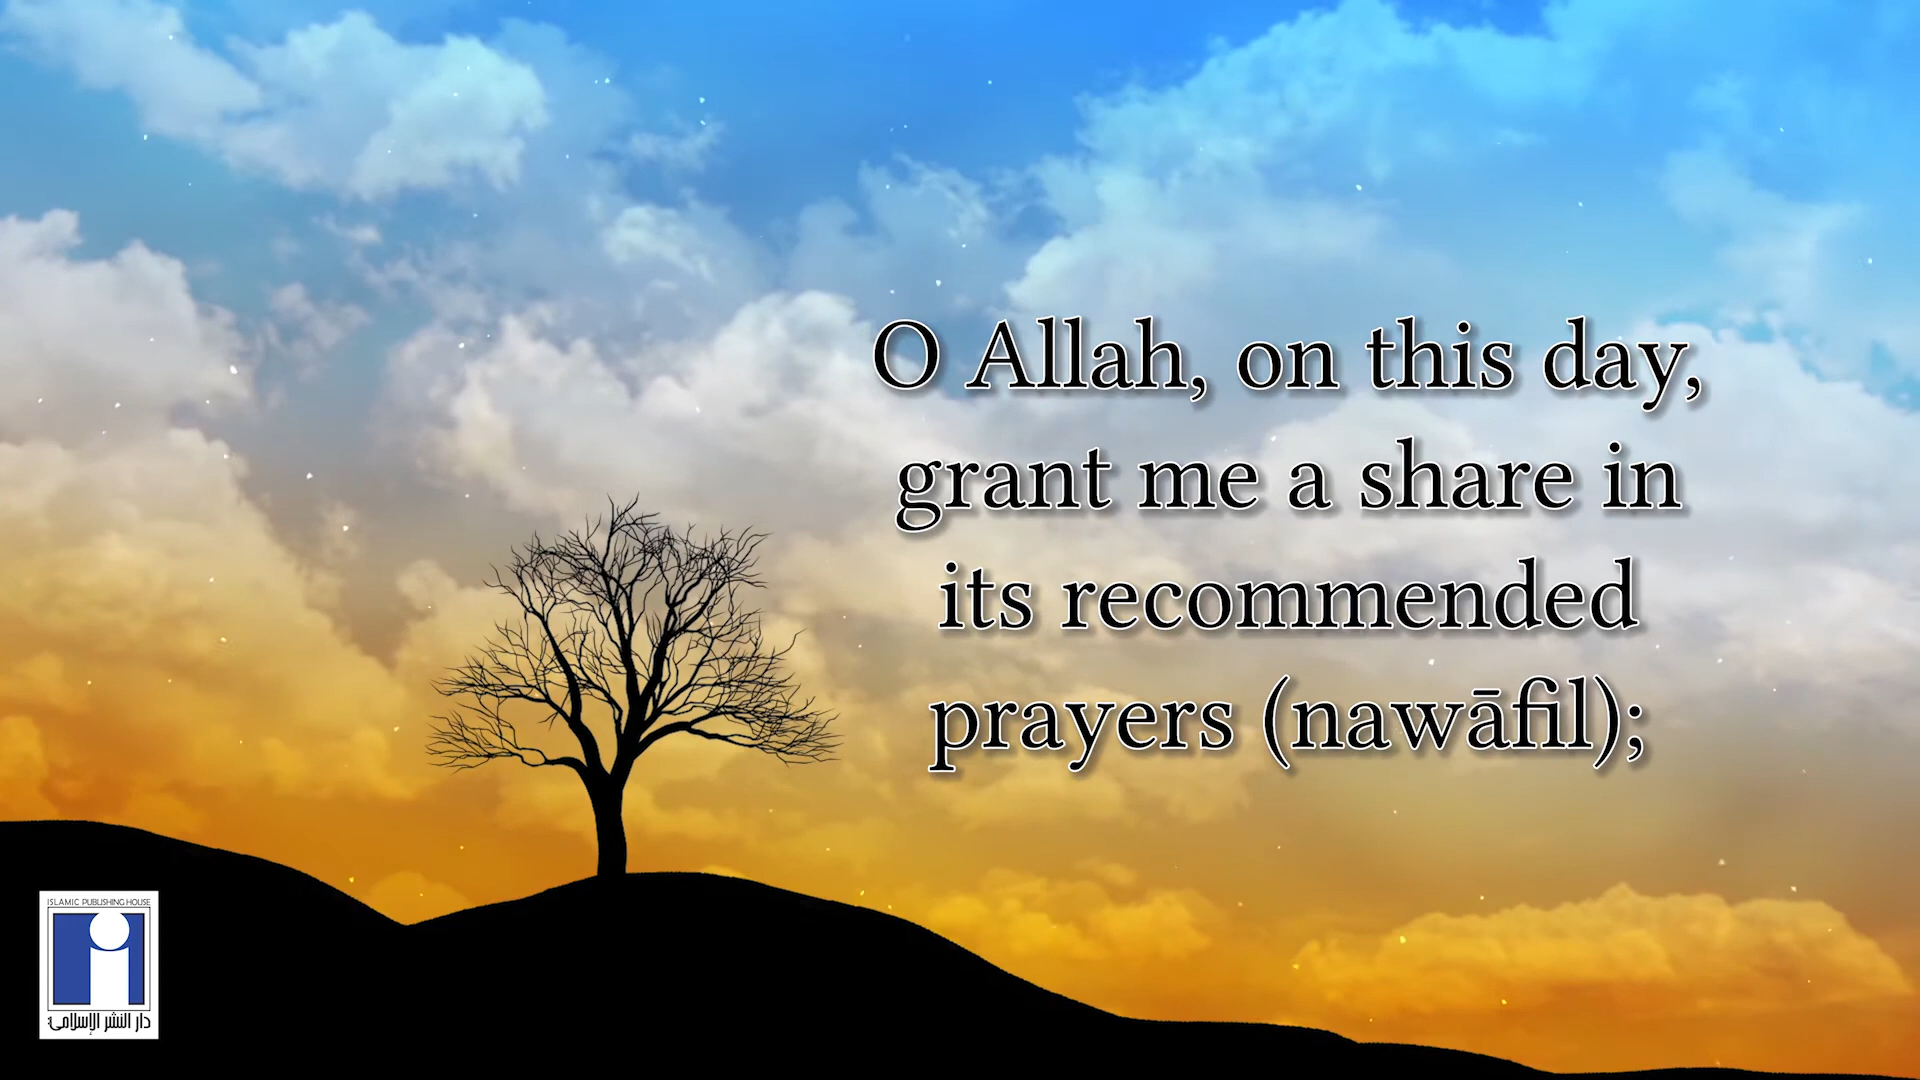 O Allah, on this day,
grant me a share in
its recommended
prayers (nawāfil);
ISLAMIC PUBLISHING HOUSE
دار النشر الإسلامي